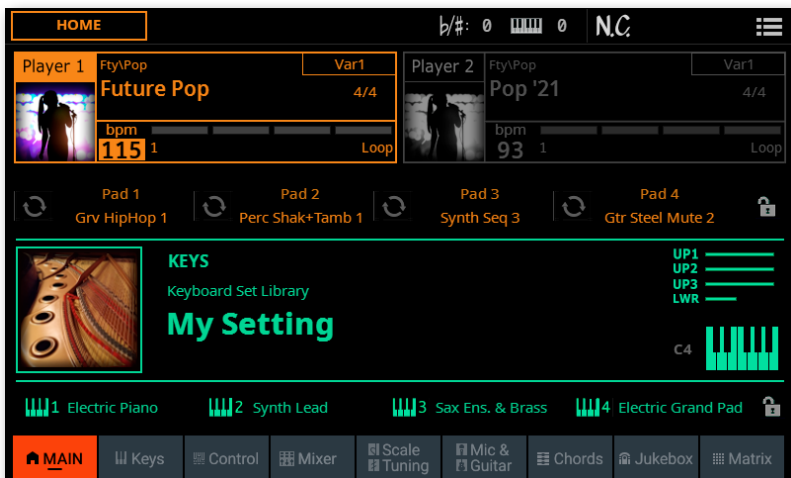 HOME
♭/#: 0 0 N.C.
Player 1 Fty\Pop Var1
Future Pop 4/4
bpm
115 1 Loop
Player 2 Fty\Pop Var1
Pop '21 4/4
bpm
93 1 Loop
Pad 1
Grv HipHop 1
Pad 2
Perc Shak+Tamb 1
Pad 3
Synth Seq 3
Pad 4
Gtr Steel Mute 2
KEYS
Keyboard Set Library
My Setting
UP1
UP2
UP3
LWR
C4
1 Electric Piano
2 Synth Lead
3 Sax Ens. & Brass
4 Electric Grand Pad
MAIN
Keys
Control
Mixer
Scale
Tuning
Mic &
Guitar
Chords
Jukebox
Matrix